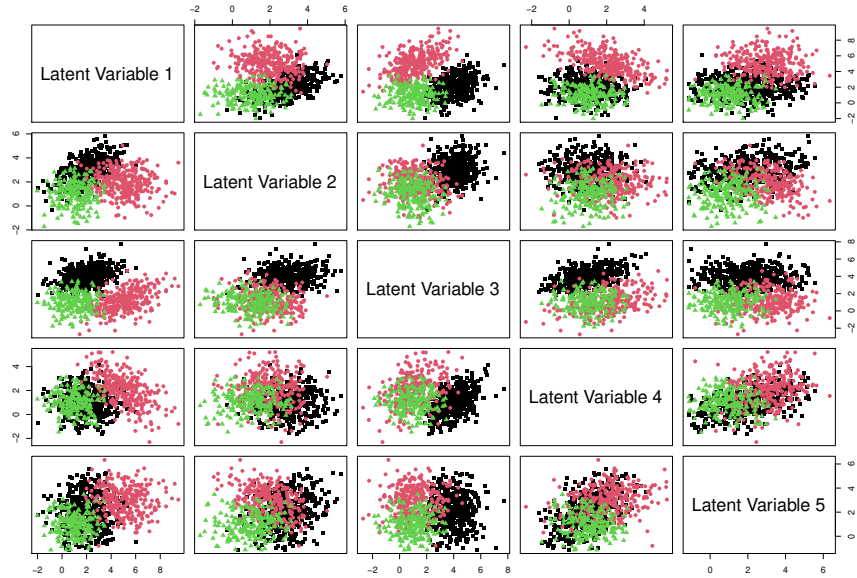 −2 0 2 4 6 −2 0 2 4
Latent Variable 1
−2 0 2 4 6 8
−2 0 2 4 6
Latent Variable 2
Latent Variable 3
−2 0 2 4 6 8
−2 0 2 4
Latent Variable 4
Latent Variable 5
0 2 4 6
−2 0 2 4 6 8 −2 0 2 4 6 8 0 2 4 6